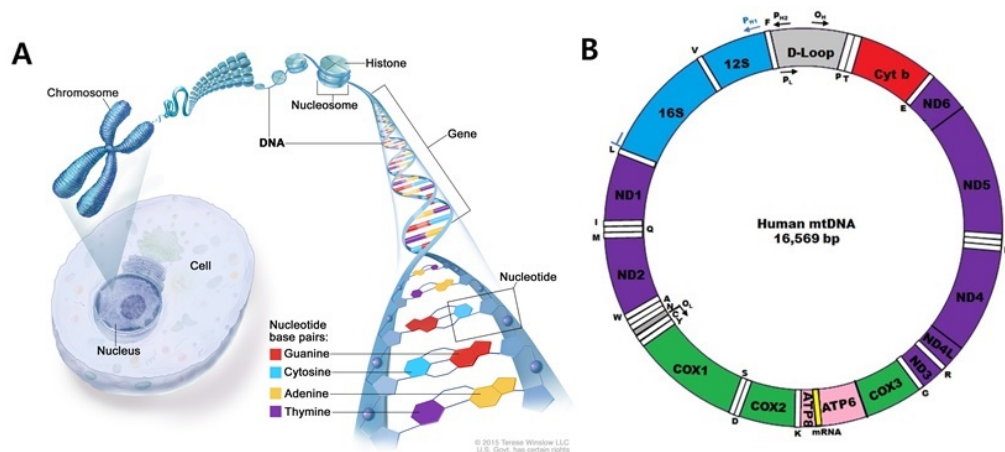 A
Chromosome
Histone
Nucleosome
DNA
Gene
Cell
Nucleus
Nucleotide
Nucleotide
base pairs:
Guanine
Cytosine
Adenine
Thymine
© 2015 Terese Winslow LLC
U.S. Govt. has certain rights
B
PH1
F
PH2
OH
D-Loop
PL
P T
Cyt b
E
ND6
ND5
ND4
ND4L
R
ND3
G
COX3
ATP6
mRNA
ATP8
K
COX2
D
S
COX1
A
N
C
Y
OL
W
ND2
M
I
Q
ND1
L
16S
V
12S
Human mtDNA
16,569 bp